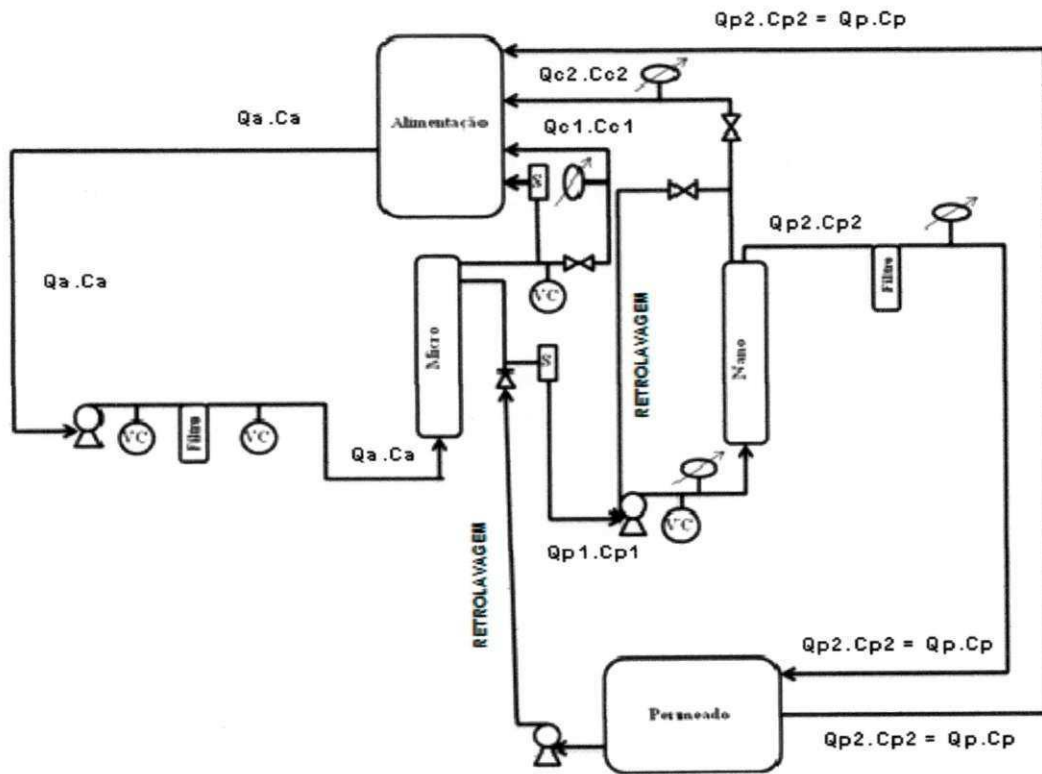 Qp2.Cp2 = Qp.Cp
Qc2.Cc2
Qa.Ca
Alimentação
Qc1.Cc1
S
Qp2.Cp2
Qa.Ca
Filtro
VC
Micro
RETROLAVAGEM
Nano
S
VC
Filtro
VC
Qa.Ca
VC
Qp1.Cp1
RETROLAVAGEM
Qp2.Cp2 = Qp.Cp
Permeado
Qp2.Cp2 = Qp.Cp